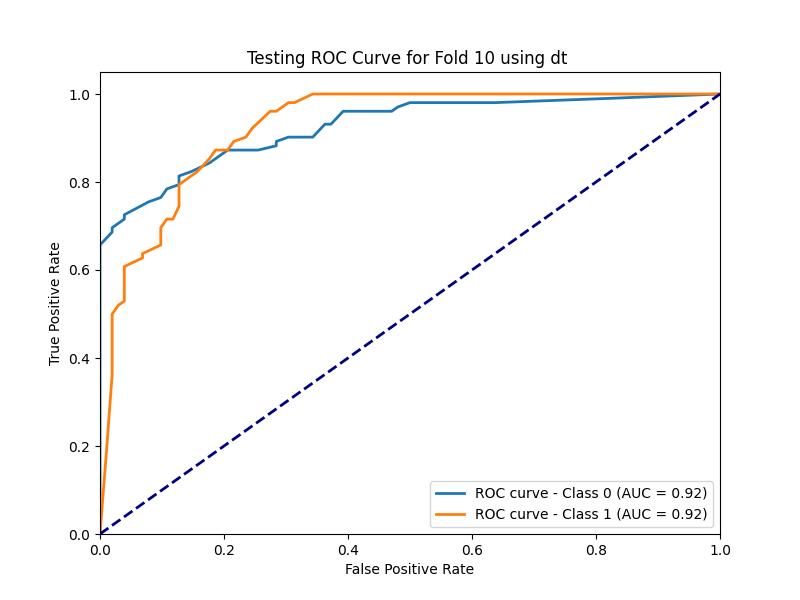 Testing ROC Curve for Fold 10 using dt
True Positive Rate
1.0
0.8
0.6
0.4
0.2
0.0
0.0 0.2 0.4 0.6 0.8 1.0
False Positive Rate
ROC curve - Class 0 (AUC = 0.92)
ROC curve - Class 1 (AUC = 0.92)